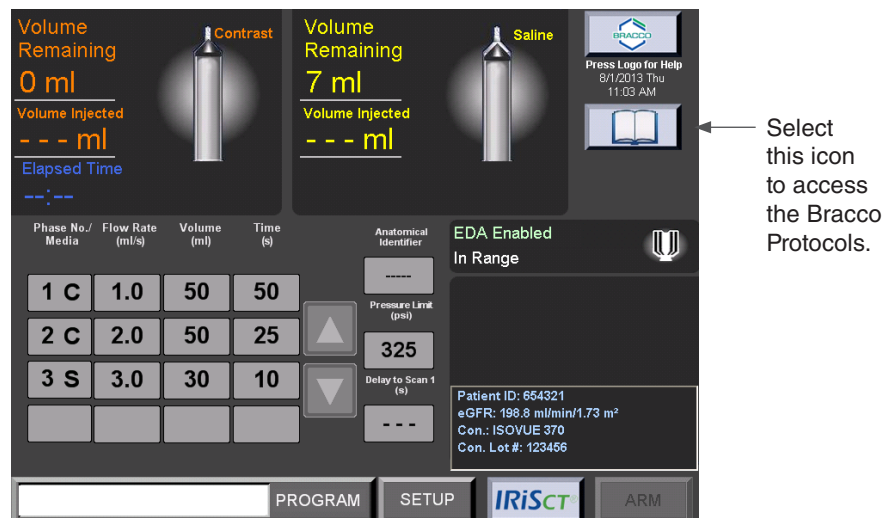 Volume
Remaining
0 ml
Volume Injected
- - - ml
Elapsed Time
--:--
Contrast
Volume
Remaining
7 ml
Volume Injected
- - - ml
Saline
BRACCO
Press Logo for Help
8/1/2013 Thu
11:03 AM
Select
this icon
to access
the Bracco
Protocols.
Phase No./ Flow Rate Volume Time
Media (ml/s) (ml) (s)
1 C 1.0 50 50
2 C 2.0 50 25
3 S 3.0 30 10
Anatomical
Identifier
-----
Pressure Limit
(psi)
325
Delay to Scan 1
(s)
- - -
EDA Enabled
In Range
Patient ID: 654321
eGFR: 198.8 ml/min/1.73 m²
Con.: ISOVUE 370
Con. Lot #: 123456
PROGRAM SETUP IRiSCT® ARM